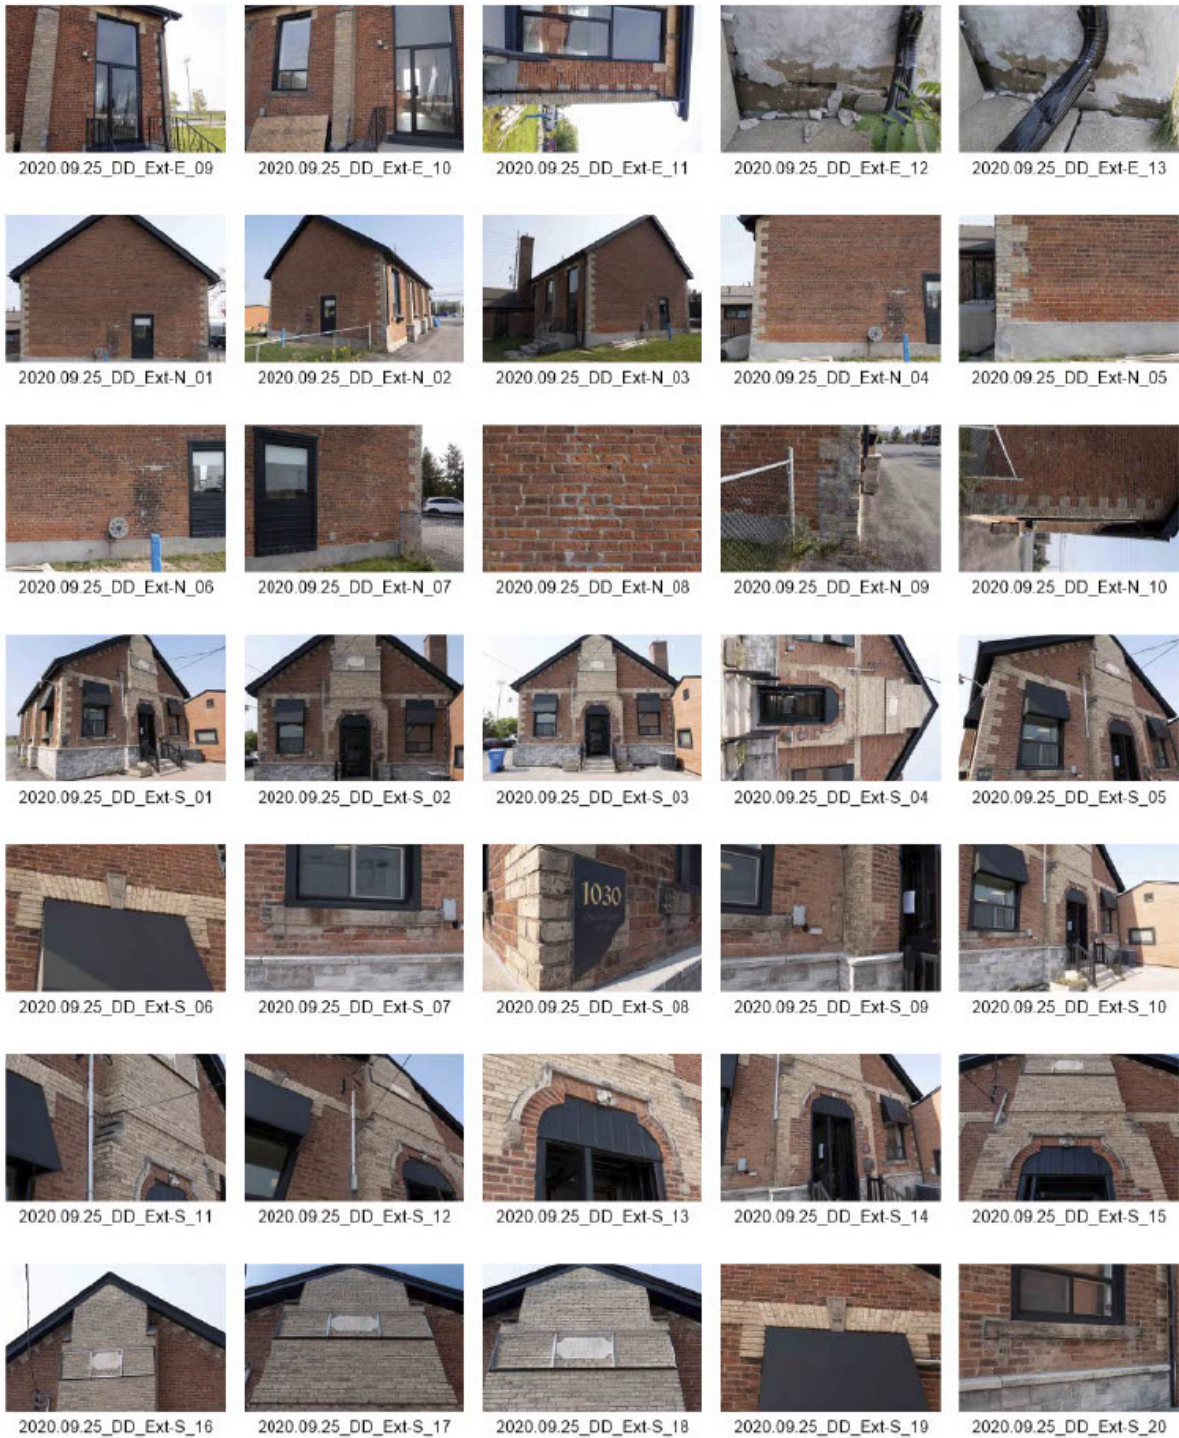 2020.09.25_DD_Ext-E_09
2020.09.25_DD_Ext-E_10
2020.09.25_DD_Ext-E_11
2020.09.25_DD_Ext-E_12
2020.09.25_DD_Ext-E_13
2020.09.25_DD_Ext-N_01
2020.09.25_DD_Ext-N_02
2020.09.25_DD_Ext-N_03
2020.09.25_DD_Ext-N_04
2020.09.25_DD_Ext-N_05
2020.09.25_DD_Ext-N_06
2020.09.25_DD_Ext-N_07
2020.09.25_DD_Ext-N_08
2020.09.25_DD_Ext-N_09
2020.09.25_DD_Ext-N_10
2020.09.25_DD_Ext-S_01
2020.09.25_DD_Ext-S_02
2020.09.25_DD_Ext-S_03
2020.09.25_DD_Ext-S_04
2020.09.25_DD_Ext-S_05
1030
2020.09.25_DD_Ext-S_06
2020.09.25_DD_Ext-S_07
2020.09.25_DD_Ext-S_08
2020.09.25_DD_Ext-S_09
2020.09.25_DD_Ext-S_10
2020.09.25_DD_Ext-S_11
2020.09.25_DD_Ext-S_12
2020.09.25_DD_Ext-S_13
2020.09.25_DD_Ext-S_14
2020.09.25_DD_Ext-S_15
2020.09.25_DD_Ext-S_16
2020.09.25_DD_Ext-S_17
2020.09.25_DD_Ext-S_18
2020.09.25_DD_Ext-S_19
2020.09.25_DD_Ext-S_20